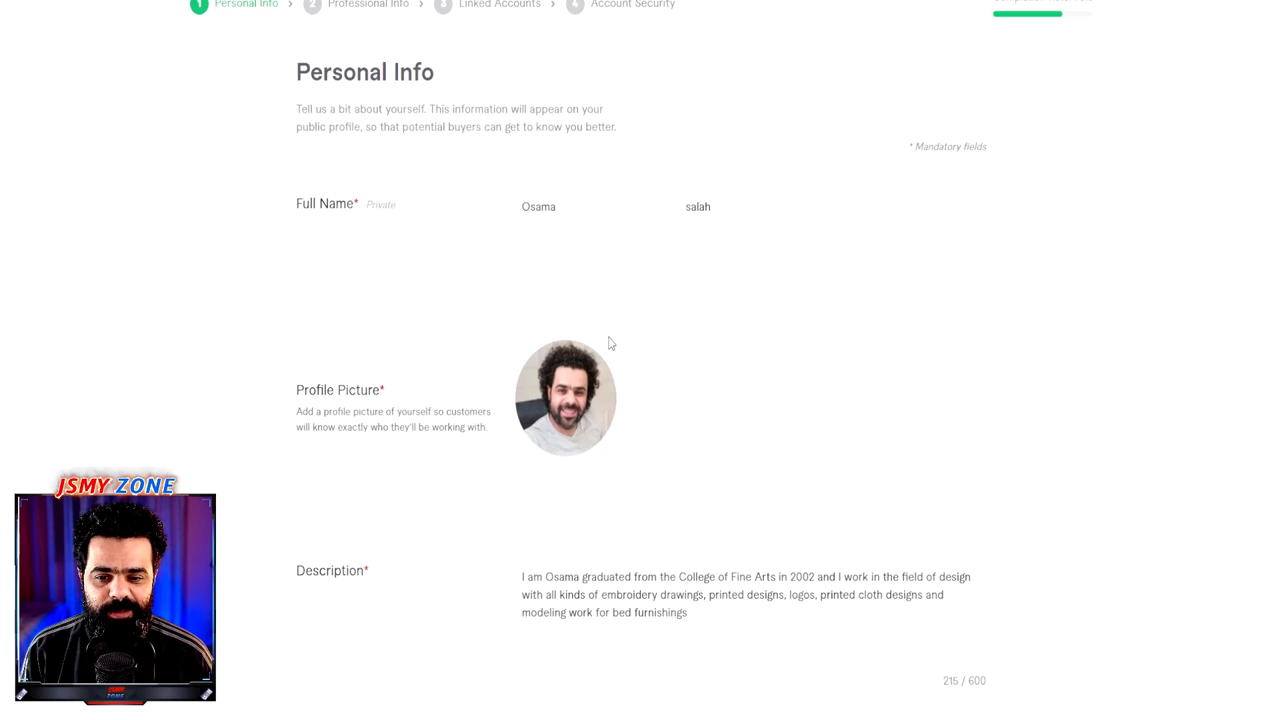 1 Personal Info > 2 Professional Info > 3 Linked Accounts > 4 Account Security
Personal Info
Tell us a bit about yourself. This information will appear on your
public profile, so that potential buyers can get to know you better.
* Mandatory fields
Full Name* Private Osama salah
Profile Picture*
Add a profile picture of yourself so customers
will know exactly who they'll be working with.
JSMY ZONE
Description*
I am Osama graduated from the College of Fine Arts in 2002 and I work in the field of design
with all kinds of embroidery drawings, printed designs, logos, printed cloth designs and
modeling work for bed furnishings
215 / 600